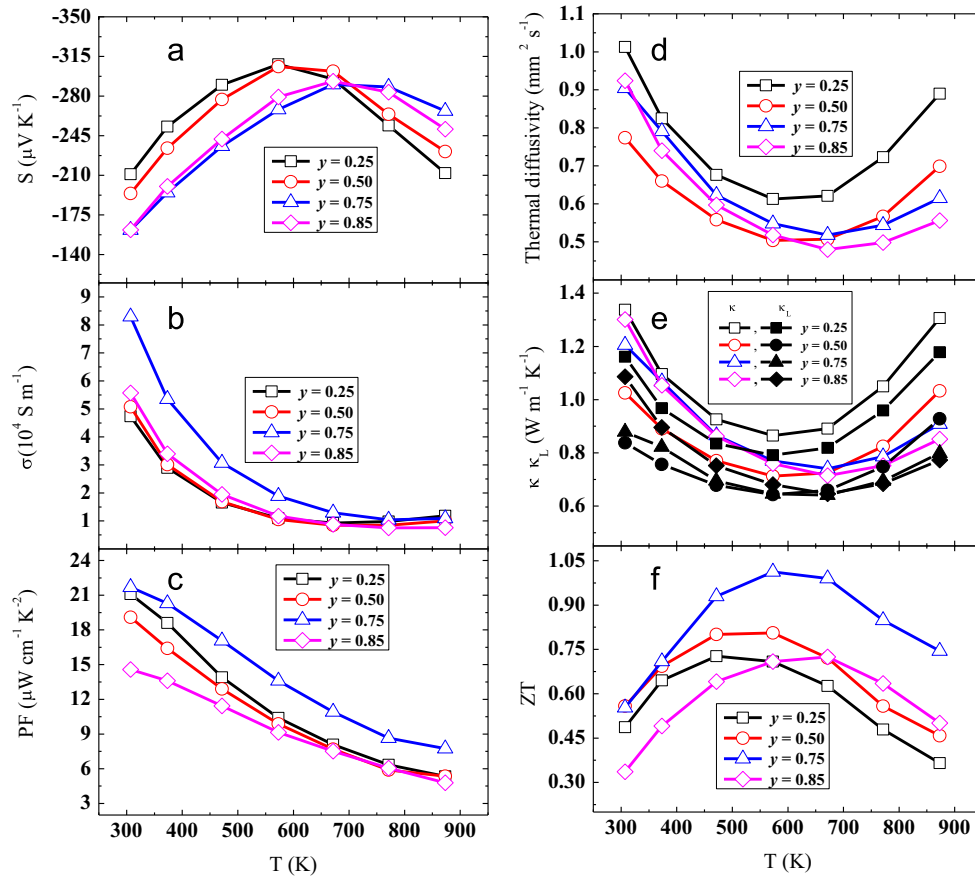 a
S (μV K⁻¹)
-350
-315
-280
-245
-210
-175
-140
y = 0.25
y = 0.50
y = 0.75
y = 0.85
b
σ(10⁴ S m⁻¹)
9
8
7
6
5
4
3
2
1
y = 0.25
y = 0.50
y = 0.75
y = 0.85
c
PF (μW cm⁻¹ K⁻²)
24
21
18
15
12
9
6
3
y = 0.25
y = 0.50
y = 0.75
y = 0.85
300 400 500 600 700 800 900
T (K)
d
Thermal diffusivity (mm² s⁻¹)
1.1
1.0
0.9
0.8
0.7
0.6
0.5
y = 0.25
y = 0.50
y = 0.75
y = 0.85
e
κ κL (W m⁻¹ K⁻¹)
1.4
1.2
1.0
0.8
0.6
κ κL
, y = 0.25
, y = 0.50
, y = 0.75
, y = 0.85
f
ZT
1.05
0.90
0.75
0.60
0.45
0.30
y = 0.25
y = 0.50
y = 0.75
y = 0.85
300 400 500 600 700 800 900
T (K)